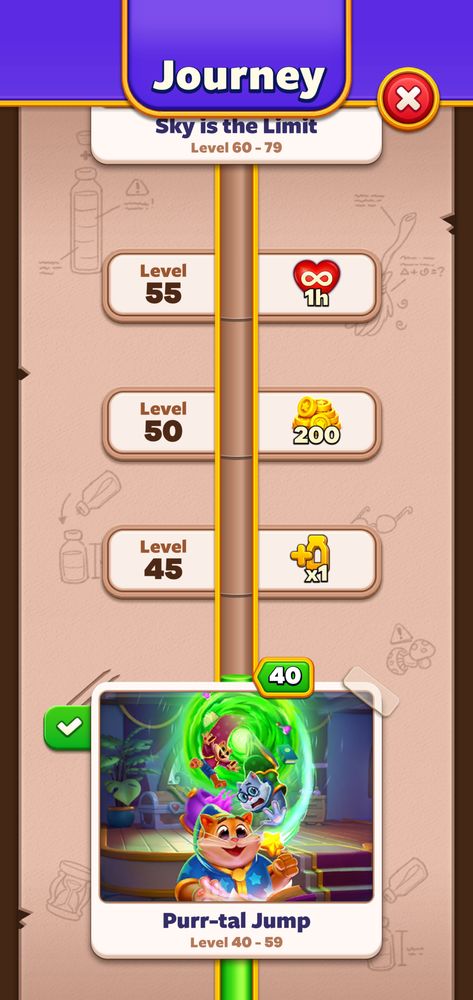 Journey
Sky is the Limit
Level 60 - 79
Level
55
1h
Level
50
200
Level
45
x1
40
Purr-tal Jump
Level 40 - 59